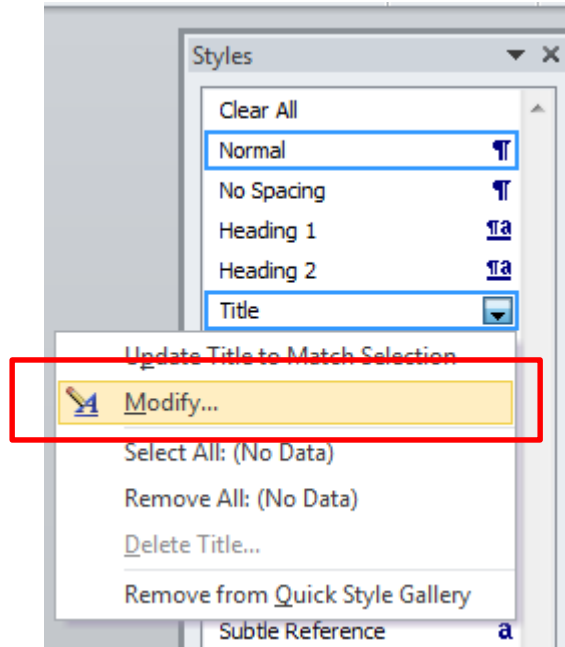 Styles
Clear All
Normal
No Spacing
Heading 1
Heading 2
Title
Update Title to Match Selection
Modify...
Select All: (No Data)
Remove All: (No Data)
Delete Title...
Remove from Quick Style Gallery
Subtle Reference a